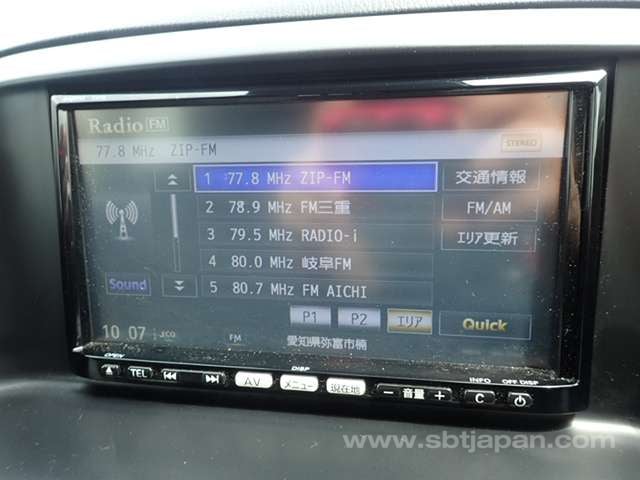 Radio FM
77.8 MHz ZIP-FM
STEREO
1 77.8 MHz ZIP-FM
交通情報
2 78.9 MHz FM三重
FM/AM
3 79.5 MHz RADIO-i
エリア更新
4 80.0 MHz 岐阜FM
Sound
5 80.7 MHz FM AICHI
P1 P2 エリア Quick
10 07 FM 愛知県弥富市楠
OPEN DISP INFO OFF DISP
TEL AV メニュー 現在地 － 音量 ＋ C
www.sbtjapan.com